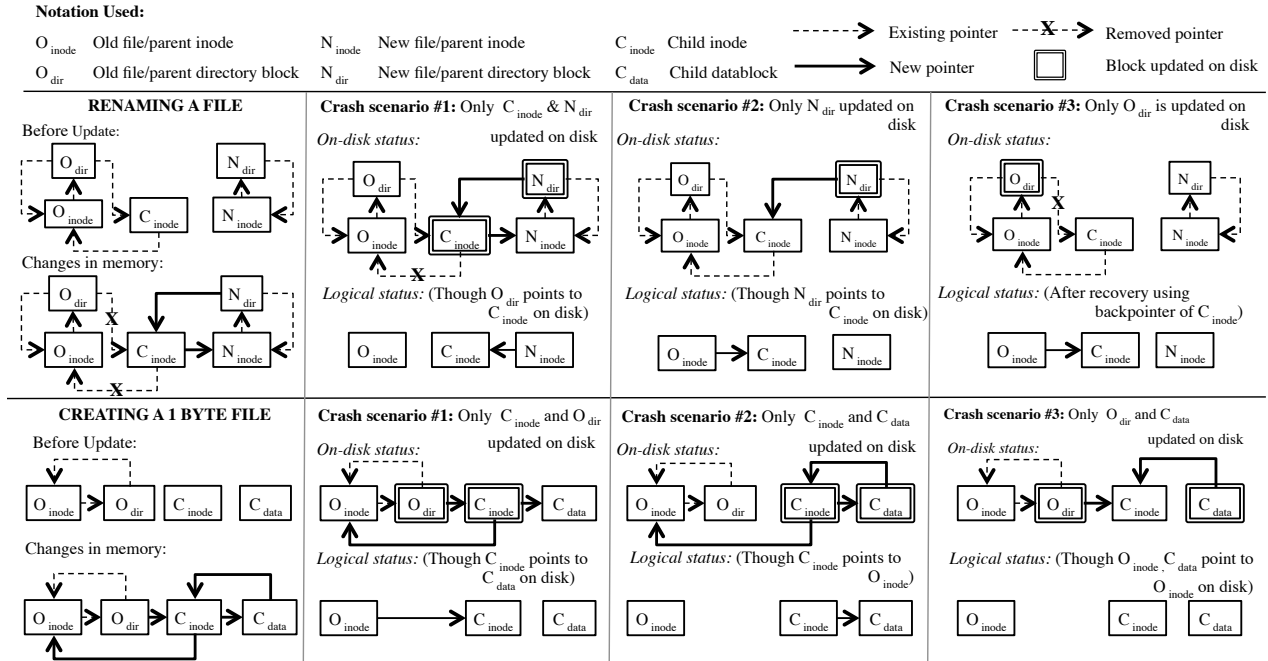 Notation Used:
O inode Old file/parent inode N inode New file/parent inode C inode Child inode Existing pointer X Removed pointer
O dir Old file/parent directory block N dir New file/parent directory block C data Child datablock New pointer Block updated on disk
RENAMING A FILE
Before Update:
O dir N dir
O inode C inode N inode
Changes in memory:
O dir N dir
X
O inode C inode N inode
X
Crash scenario #1: Only C inode & N dir
updated on disk
On-disk status:
O dir N dir
O inode C inode N inode
X
Logical status: (Though O dir points to
C inode on disk)
O inode C inode N inode
Crash scenario #2: Only N dir updated on
disk
On-disk status:
O dir N dir
O inode C inode N inode
Logical status: (Though N dir points to
C inode on disk)
O inode C inode N inode
Crash scenario #3: Only O dir is updated on
disk
On-disk status:
O dir N dir
X
O inode C inode N inode
Logical status: (After recovery using
backpointer of C inode)
O inode C inode N inode
CREATING A 1 BYTE FILE
Before Update:
O inode O dir C inode C data
Changes in memory:
O inode O dir C inode C data
Crash scenario #1: Only C inode and O dir
updated on disk
On-disk status:
O inode O dir C inode C data
Logical status: (Though C inode points to
C data on disk)
O inode C inode C data
Crash scenario #2: Only C inode and C data
updated on disk
On-disk status:
O inode O dir C inode C data
Logical status: (Though C inode points to
O inode)
O inode C inode C data
Crash scenario #3: Only O dir and C data
updated on disk
On-disk status:
O inode O dir C inode C data
Logical status: (Though O inode, C data point to
O inode on disk)
O inode C inode C data